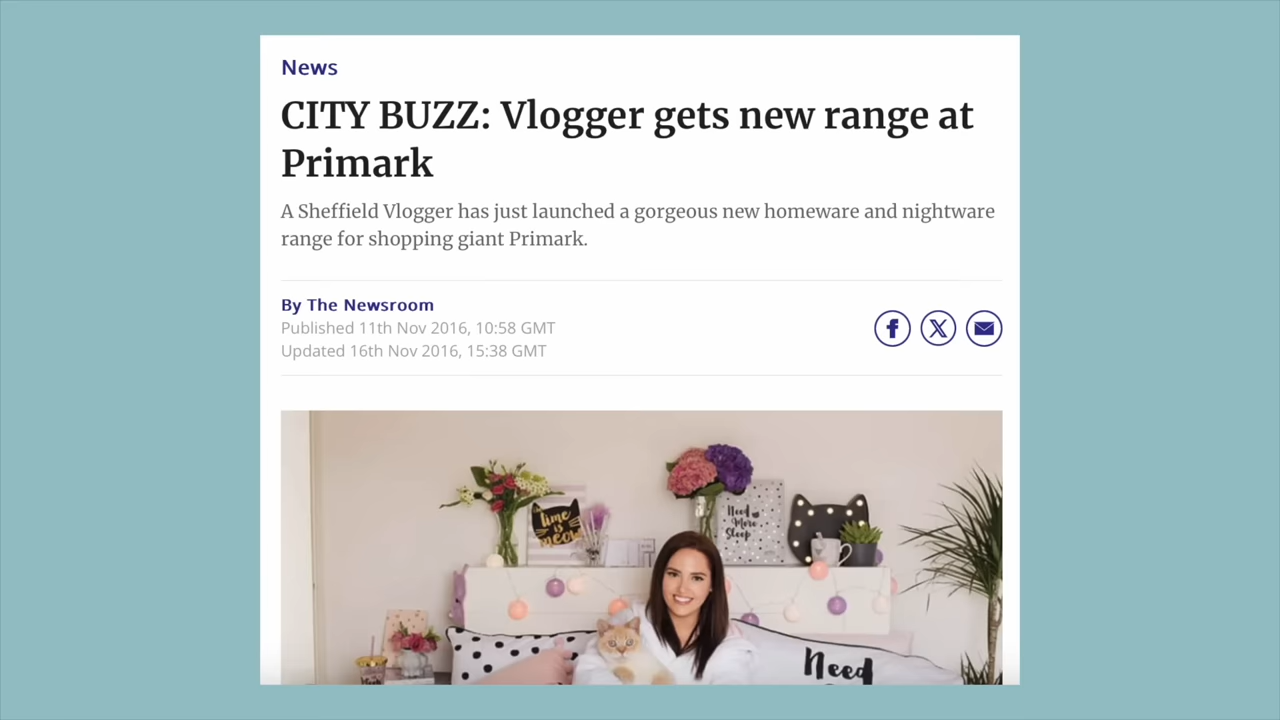 News
CITY BUZZ: Vlogger gets new range at
Primark
A Sheffield Vlogger has just launched a gorgeous new homeware and nightware
range for shopping giant Primark.
By The Newsroom
Published 11th Nov 2016, 10:58 GMT
Updated 16th Nov 2016, 15:38 GMT
time is
meow
Need
More
Sleep
Need